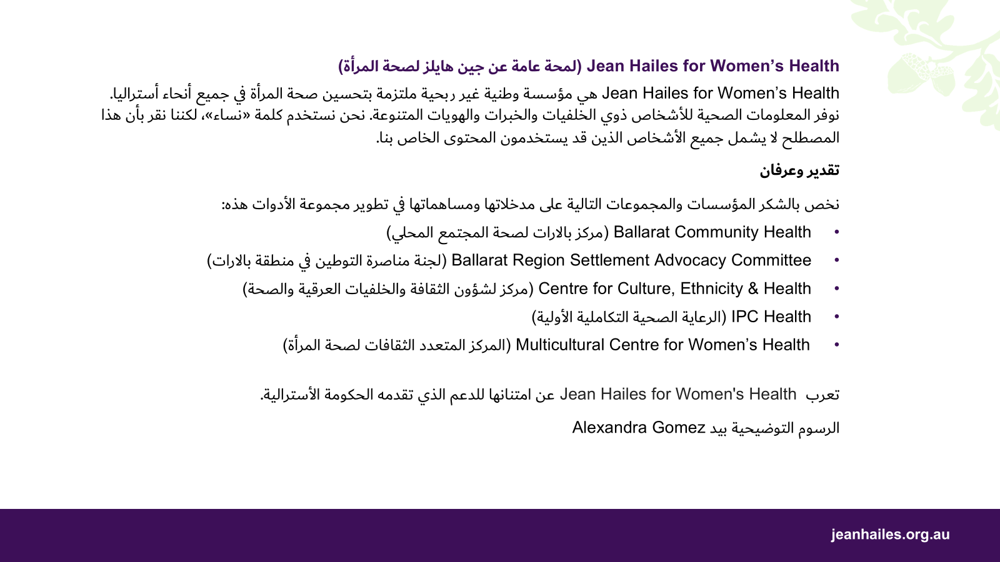 Jean Hailes for Women’s Health (لمحة عامة عن جين هايلز لصحة المرأة)
Jean Hailes for Women’s Health هي مؤسسة وطنية غير ربحية ملتزمة بتحسين صحة المرأة في جميع أنحاء أستراليا.
نوفر المعلومات الصحية للأشخاص ذوي الخلفيات والخبرات والهويات المتنوعة. نحن نستخدم كلمة «نساء»، لكننا نقر بأن هذا
المصطلح لا يشمل جميع الأشخاص الذين قد يستخدمون المحتوى الخاص بنا.
تقدير وعرفان
نخص بالشكر المؤسسات والمجموعات التالية على مدخلاتها ومساهماتها في تطوير مجموعة الأدوات هذه:
• Ballarat Community Health (مركز بالارات لصحة المجتمع المحلي)
• Ballarat Region Settlement Advocacy Committee (لجنة مناصرة التوطين في منطقة بالارات)
• Centre for Culture, Ethnicity & Health (مركز لشؤون الثقافة والخلفيات العرقية والصحة)
• IPC Health (الرعاية الصحية التكاملية الأولية)
• Multicultural Centre for Women’s Health (المركز المتعدد الثقافات لصحة المرأة)
تعرب Jean Hailes for Women's Health عن امتنانها للدعم الذي تقدمه الحكومة الأسترالية.
الرسوم التوضيحية بيد Alexandra Gomez
jeanhailes.org.au